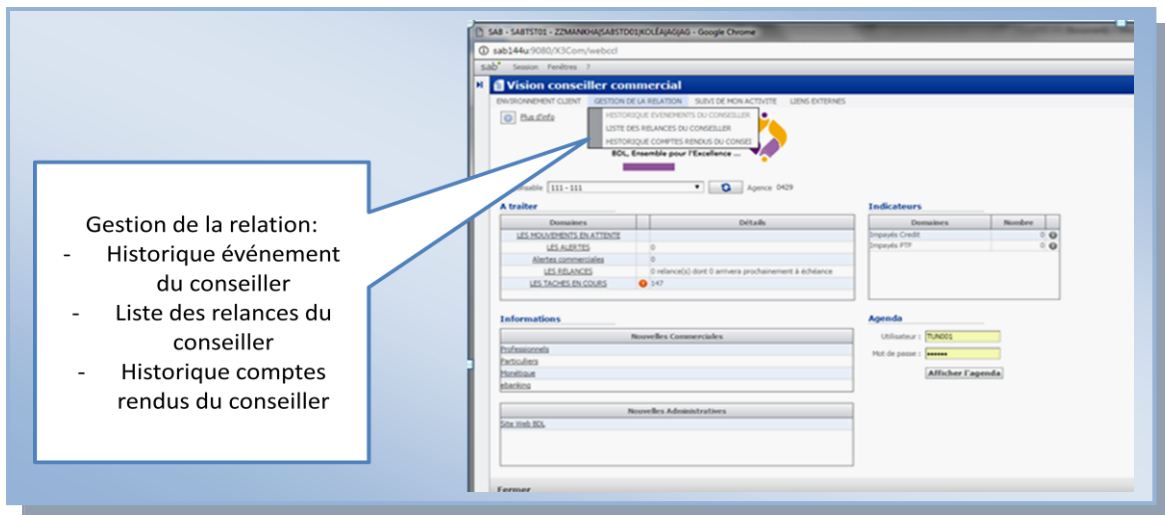 Gestion de la relation:
- Historique événement
du conseiller
- Liste des relances du
conseiller
- Historique comptes
rendus du conseiller
SAB - SABTST01 - ZZMANKHA|SABSTD01|KOLÉA|AG|AG - Google Chrome
sab144u:9080/X3Com/webccl
sab Session Fenêtres ?
Vision conseiller commercial
ENVIRONNEMENT CLIENT GESTION DE LA RELATION SUIVI DE MON ACTIVITE LIENS EXTERNES
Plus d'info
HISTORIQUE EVENEMENTS DU CONSEILLER
LISTE DES RELANCES DU CONSEILLER
HISTORIQUE COMPTES RENDUS DU CONSEI
BDL, Ensemble pour l'Excellence ...
111 - 111 Agence 0429
A traiter
Domaines Détails
LES MOUVEMENTS EN ATTENTE
LES ALERTES 0
Alertes commerciales 0
LES RELANCES 0 relance(s) dont 0 arrivera prochainement à échéance
LES TACHES EN COURS 147
Indicateurs
Domaines Nombre
Impayés Credit 0
Impayés PTF 0
Informations
Nouvelles Commerciales
Professionnels
Particuliers
Monétique
ebanking
Nouvelles Administratives
Site Web BDL
Agenda
Utilisateur : TUN001
Mot de passe : ••••••
Afficher l'agenda
Fermer